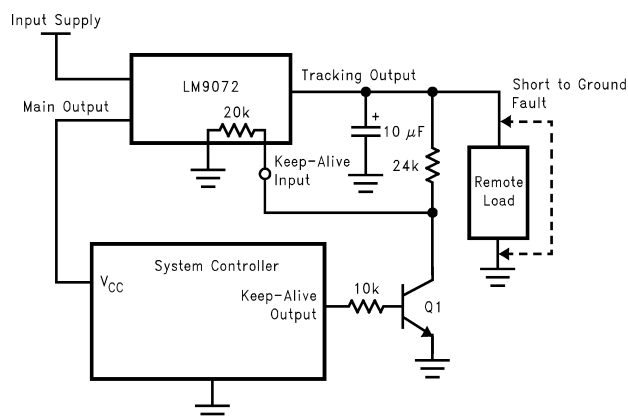 Input Supply
LM9072
20k
Tracking Output
Short to Ground
Fault
Main Output
+
10 μF
Keep-Alive
Input
24k
Remote
Load
System Controller
VCC
Keep-Alive
Output
10k
Q1